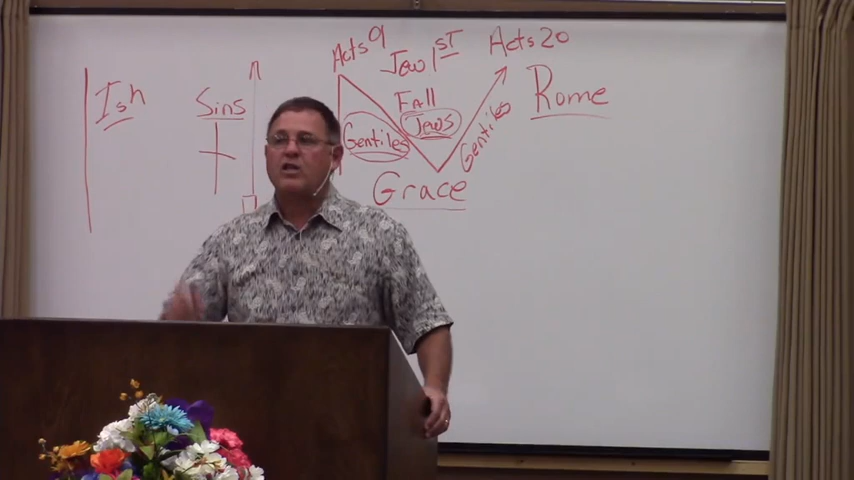 Ish
Sins
Acts 9
Jew 1ST
Acts 20
Fall
Jews
Gentiles
Gentiles
Rome
Grace